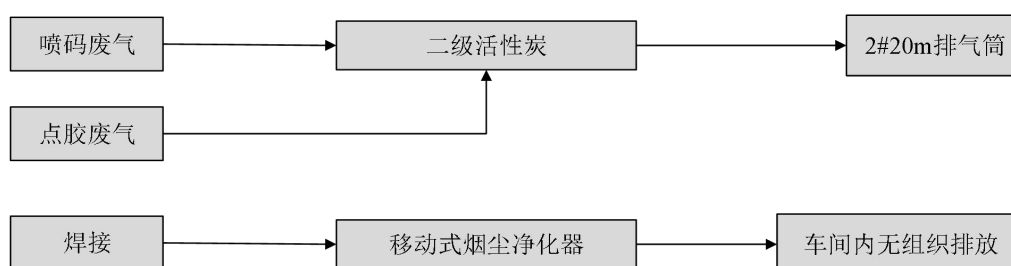 喷码废气
二级活性炭
2#20m排气筒
点胶废气
焊接
移动式烟尘净化器
车间内无组织排放